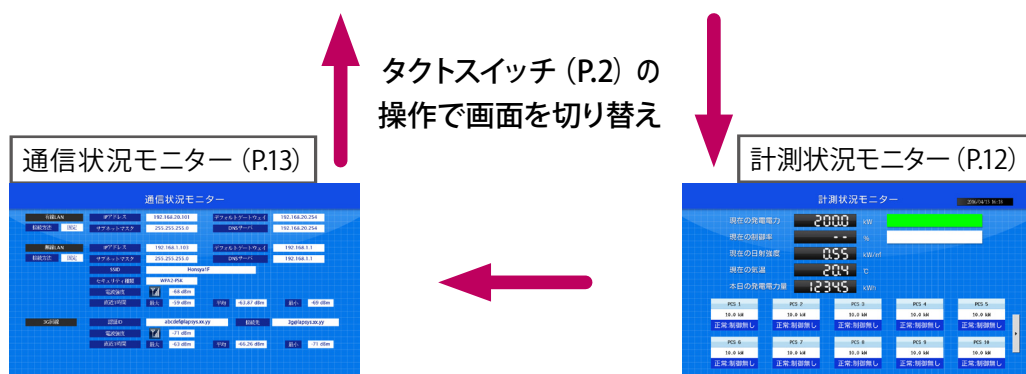 タクトスイッチ（P.2）の
操作で画面を切り替え
通信状況モニター（P.13）
計測状況モニター（P.12）
通信状況モニター
有線LAN IPアドレス 192.168.20.101 デフォルトゲートウェイ 192.168.20.254
接続方法 固定 サブネットマスク 255.255.255.0 DNSサーバ 192.168.20.254
無線LAN IPアドレス 192.168.1.103 デフォルトゲートウェイ 192.168.1.1
接続方法 固定 サブネットマスク 255.255.255.0 DNSサーバ 192.168.1.1
SSID Honsya1F
セキュリティ種類 WPA2-PSK
電波強度 -68 dBm
直近1時間 最大 -59 dBm 平均 -63.87 dBm 最小 -69 dBm
3G回線 認証ID abcdef@lapsys.xx.yy 接続先 3g@lapsys.xx.yy
電波強度 -71 dBm
直近1時間 最大 -63 dBm 平均 -66.26 dBm 最小 -71 dBm
計測状況モニター
現在の発電電力 200.0 kW
現在の制御率 -- %
現在の日射強度 0.55 kW/㎡
現在の気温 20.4 ℃
本日の発電電力量 1234.5 kWh
PCS 1 PCS 2 PCS 3 PCS 4 PCS 5
10.0 kW 10.0 kW 10.0 kW 10.0 kW 10.0 kW
正常:制御無し 正常:制御無し 正常:制御無し 正常:制御無し 正常:制御無し
PCS 6 PCS 7 PCS 8 PCS 9 PCS 10
10.0 kW 10.0 kW 10.0 kW 10.0 kW 10.0 kW
正常:制御無し 正常:制御無し 正常:制御無し 正常:制御無し 正常:制御無し